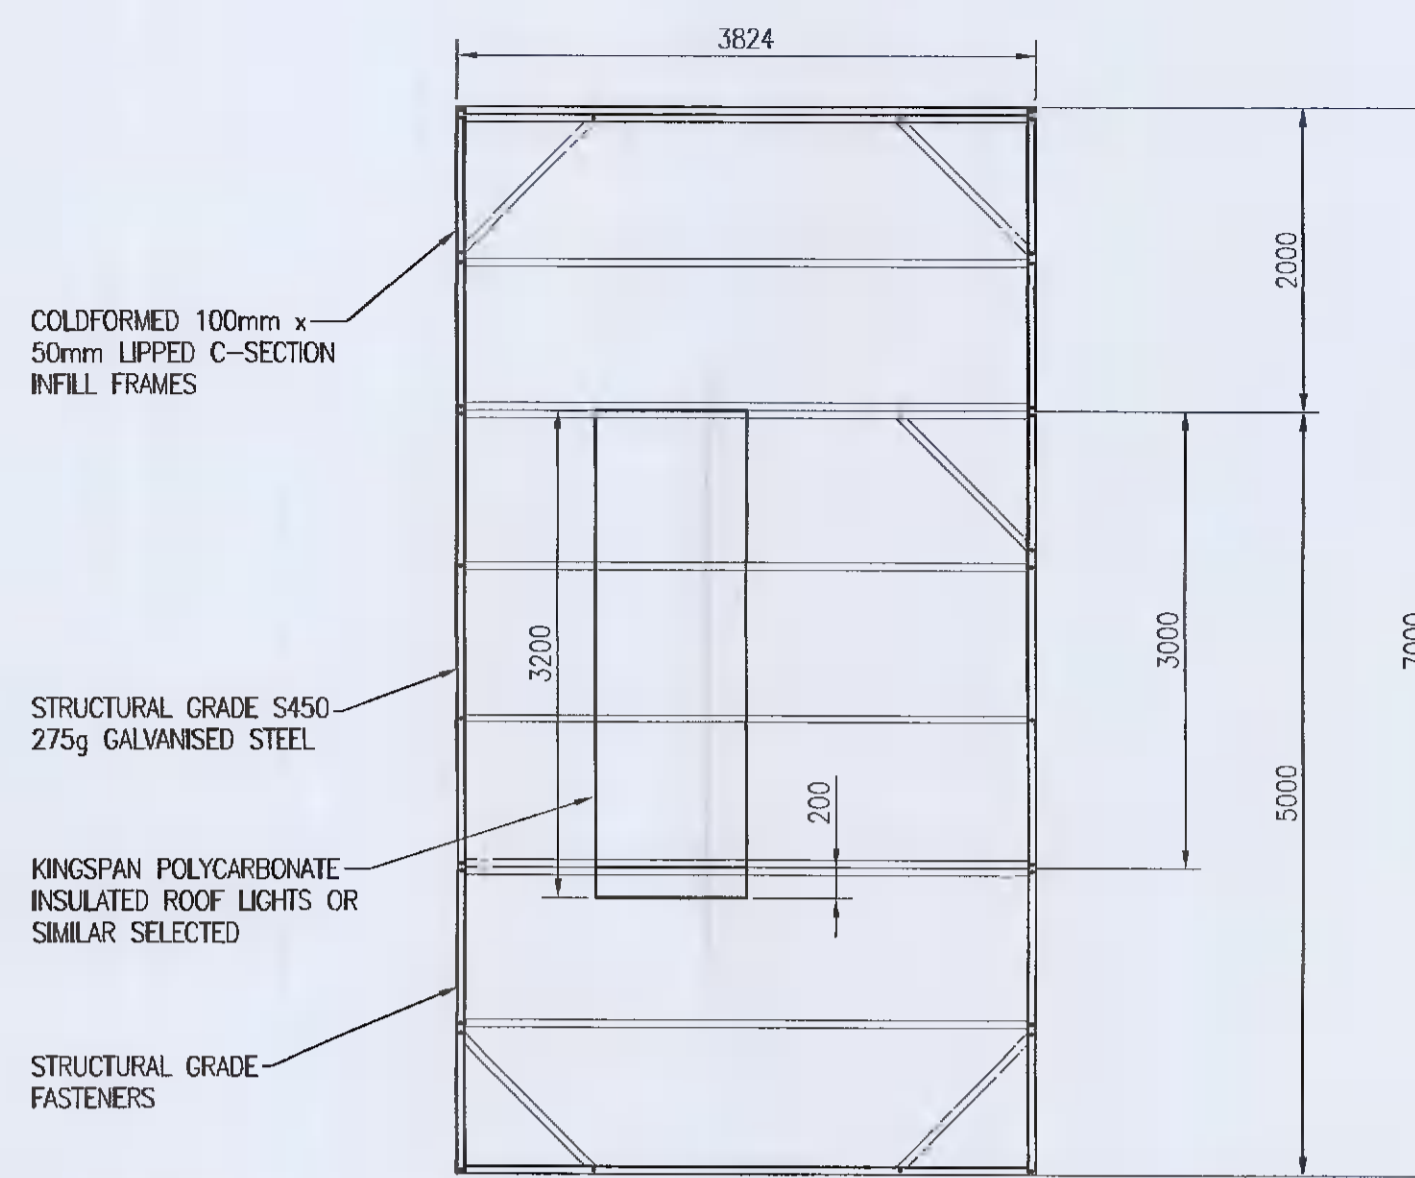 3824
COLDFORMED 100mm x
50mm LIPPED C-SECTION
INFILL FRAMES
2000
3200
3000
7000
STRUCTURAL GRADE S450
275g GALVANISED STEEL
200
5000
KINGSPAN POLYCARBONATE
INSULATED ROOF LIGHTS OR
SIMILAR SELECTED
STRUCTURAL GRADE
FASTENERS